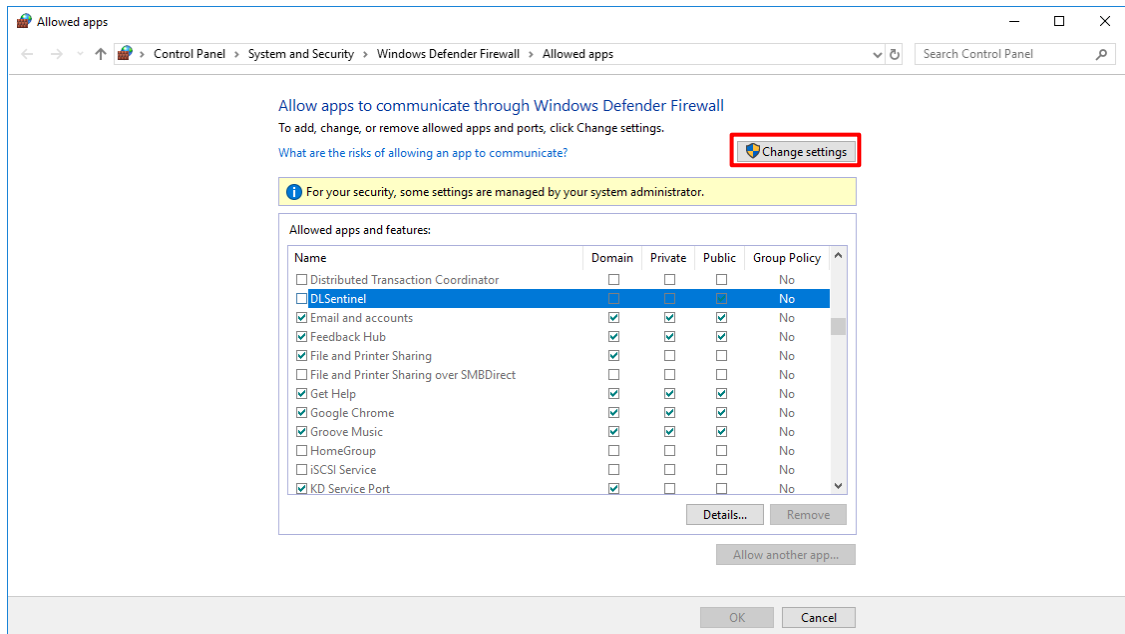 Allowed apps
Control Panel > System and Security > Windows Defender Firewall > Allowed apps
Search Control Panel
Allow apps to communicate through Windows Defender Firewall
To add, change, or remove allowed apps and ports, click Change settings.
What are the risks of allowing an app to communicate?
Change settings
For your security, some settings are managed by your system administrator.
Allowed apps and features:
Name Domain Private Public Group Policy
Distributed Transaction Coordinator No
DLSentinel No
Email and accounts No
Feedback Hub No
File and Printer Sharing No
File and Printer Sharing over SMBDirect No
Get Help No
Google Chrome No
Groove Music No
HomeGroup No
iSCSI Service No
KD Service Port No
Details... Remove
Allow another app...
OK Cancel